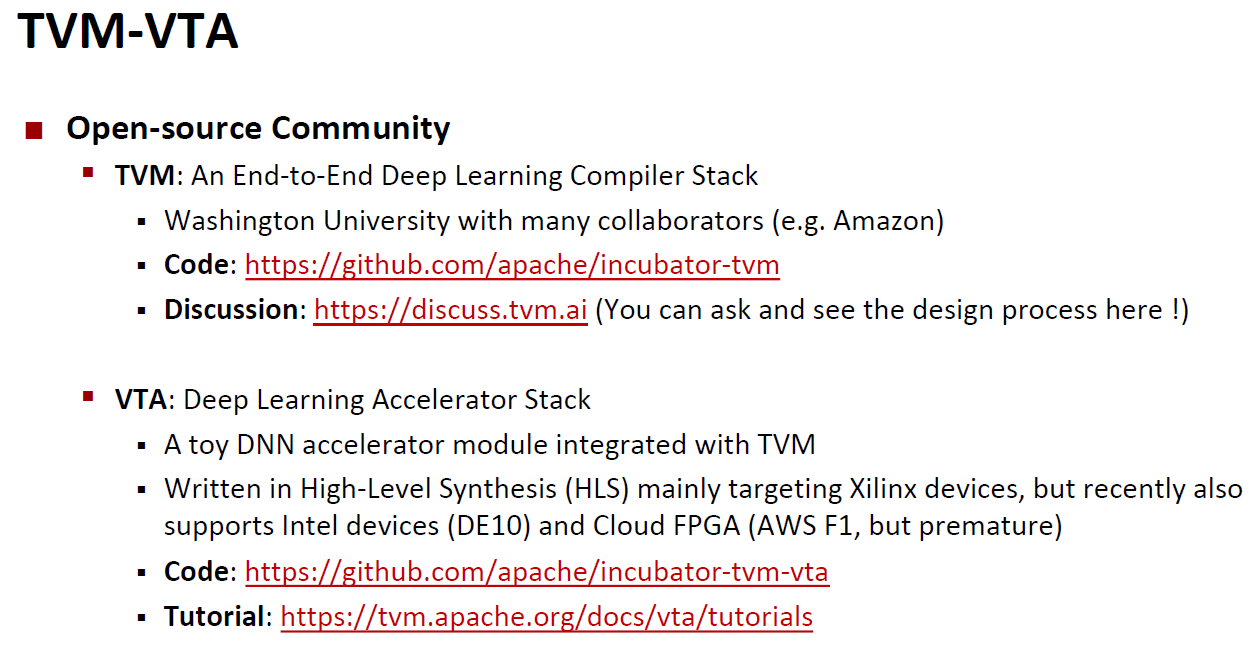 TVM-VTA
Open-source Community
TVM: An End-to-End Deep Learning Compiler Stack
Washington University with many collaborators (e.g. Amazon)
Code: https://github.com/apache/incubator-tvm
Discussion: https://discuss.tvm.ai (You can ask and see the design process here !)
VTA: Deep Learning Accelerator Stack
A toy DNN accelerator module integrated with TVM
Written in High-Level Synthesis (HLS) mainly targeting Xilinx devices, but recently also
supports Intel devices (DE10) and Cloud FPGA (AWS F1, but premature)
Code: https://github.com/apache/incubator-tvm-vta
Tutorial: https://tvm.apache.org/docs/vta/tutorials